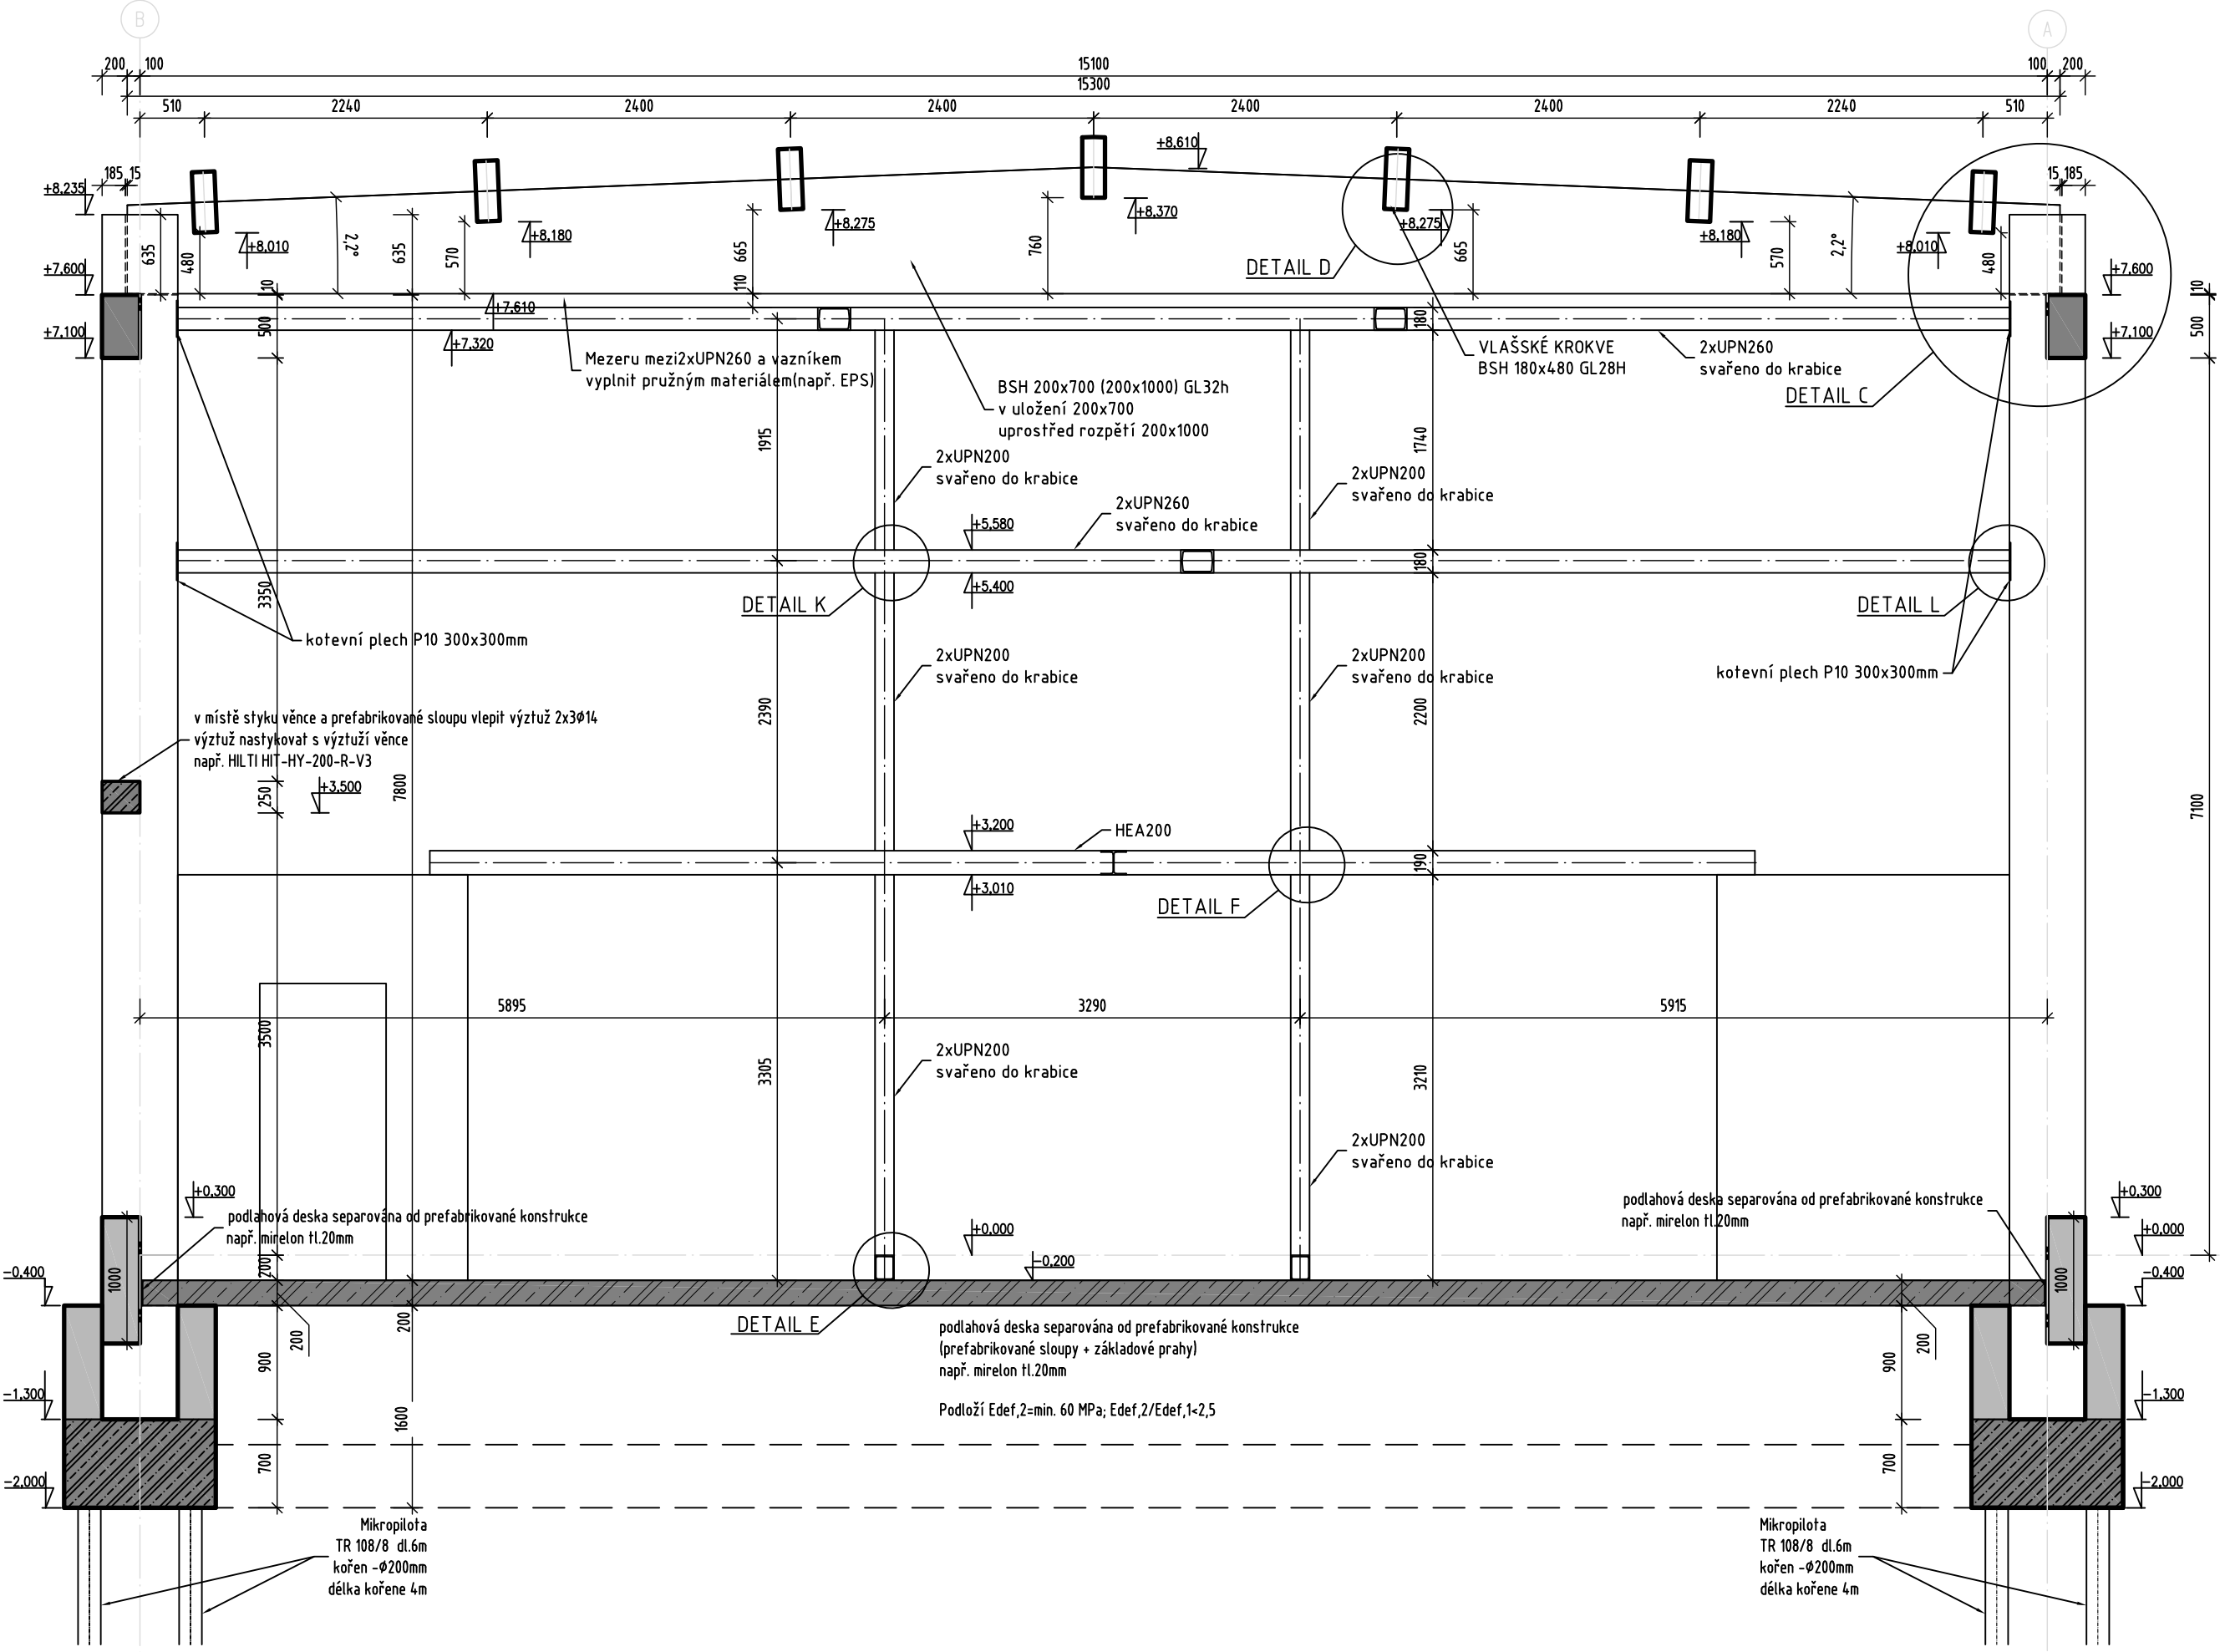 B
A
200
100
15100
100
200
15300
510
2240
2400
2400
2400
2400
2240
510
+8,610
185
15
15
185
+8,235
+8,370
+8,275
+8,275
+8,180
+8,180
+8,010
+8,010
635
480
2,2°
635
570
665
760
665
570
2,2°
480
DETAIL D
+7,600
+7,600
10
110
10
+7,610
500
180
500
+7,100
+7,100
+7,320
Mezeru mezi2xUPN260 a vazníkem
vyplnit pružným materiálem(např. EPS)
VLAŠSKÉ KROKVE
BSH 180x480 GL28H
2xUPN260
svařeno do krabice
DETAIL C
BSH 200x700 (200x1000) GL32h
v uložení 200x700
uprostřed rozpětí 200x1000
1915
1740
2xUPN200
svařeno do krabice
2xUPN200
svařeno do krabice
2xUPN260
svařeno do krabice
+5,580
180
+5,400
3350
DETAIL K
DETAIL L
kotevní plech P10 300x300mm
2xUPN200
svařeno do krabice
2xUPN200
svařeno do krabice
kotevní plech P10 300x300mm
2390
2200
v místě styku věnce a prefabrikované sloupu vlepit výztuž 2x3Ø14
výztuž nastykovat s výztuží věnce
např. HILTI HIT-HY-200-R-V3
250
+3,500
7800
7100
+3,200
HEA200
190
+3,010
DETAIL F
5895
3290
5915
3500
2xUPN200
svařeno do krabice
3305
3210
2xUPN200
svařeno do krabice
+0,300
+0,300
podlahová deska separována od prefabrikované konstrukce
např. mirelon tl.20mm
podlahová deska separována od prefabrikované konstrukce
např. mirelon tl.20mm
+0,000
+0,000
-0,200
200
-0,400
-0,400
1000
1000
DETAIL E
200
200
200
podlahová deska separována od prefabrikované konstrukce
(prefabrikované sloupy + základové prahy)
např. mirelon tl.20mm
900
900
-1,300
-1,300
Podloží Edef,2=min. 60 MPa; Edef,2/Edef,1<2,5
1600
700
700
-2,000
-2,000
Mikropilota
TR 108/8 dl.6m
kořen -Ø200mm
délka kořene 4m
Mikropilota
TR 108/8 dl.6m
kořen -Ø200mm
délka kořene 4m